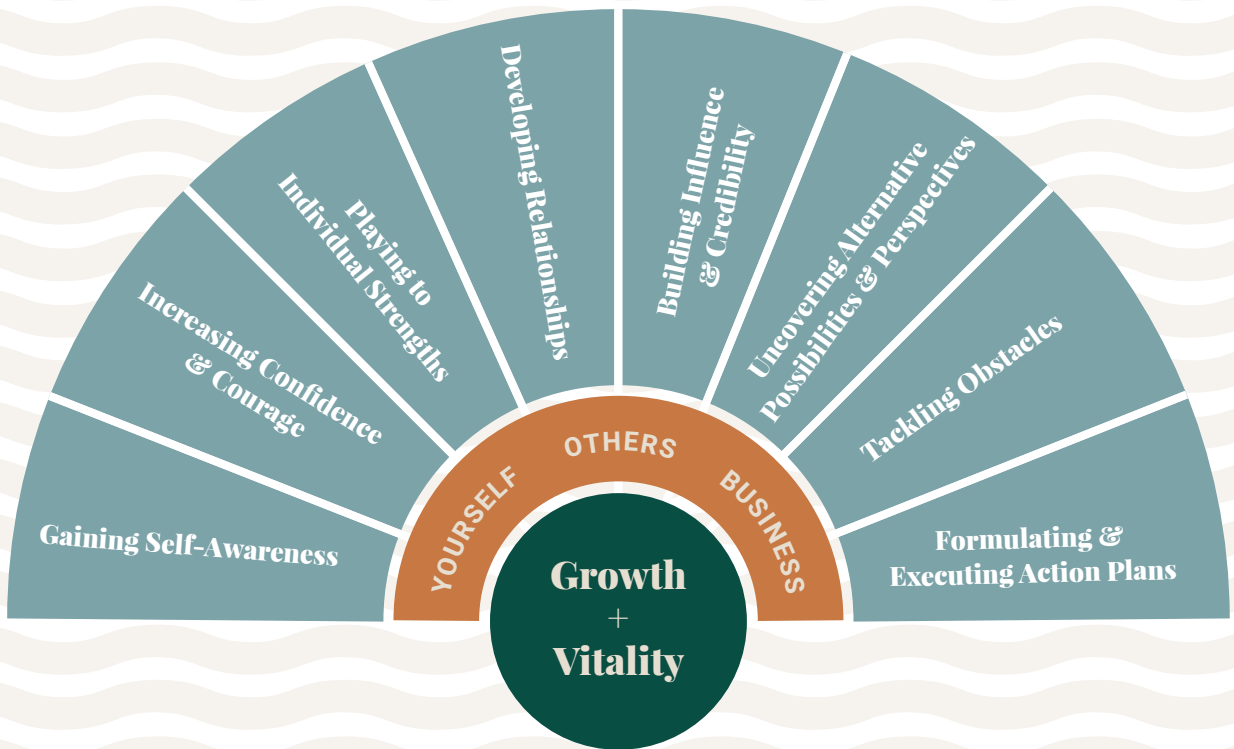 Gaining Self-Awareness
Increasing Confidence
& Courage
Playing to
Individual Strengths
Developing Relationships
Building Influence
& Credibility
Uncovering Alternative
Possibilities & Perspectives
Tackling Obstacles
Formulating &
Executing Action Plans
YOURSELF
OTHERS
BUSINESS
Growth
+
Vitality